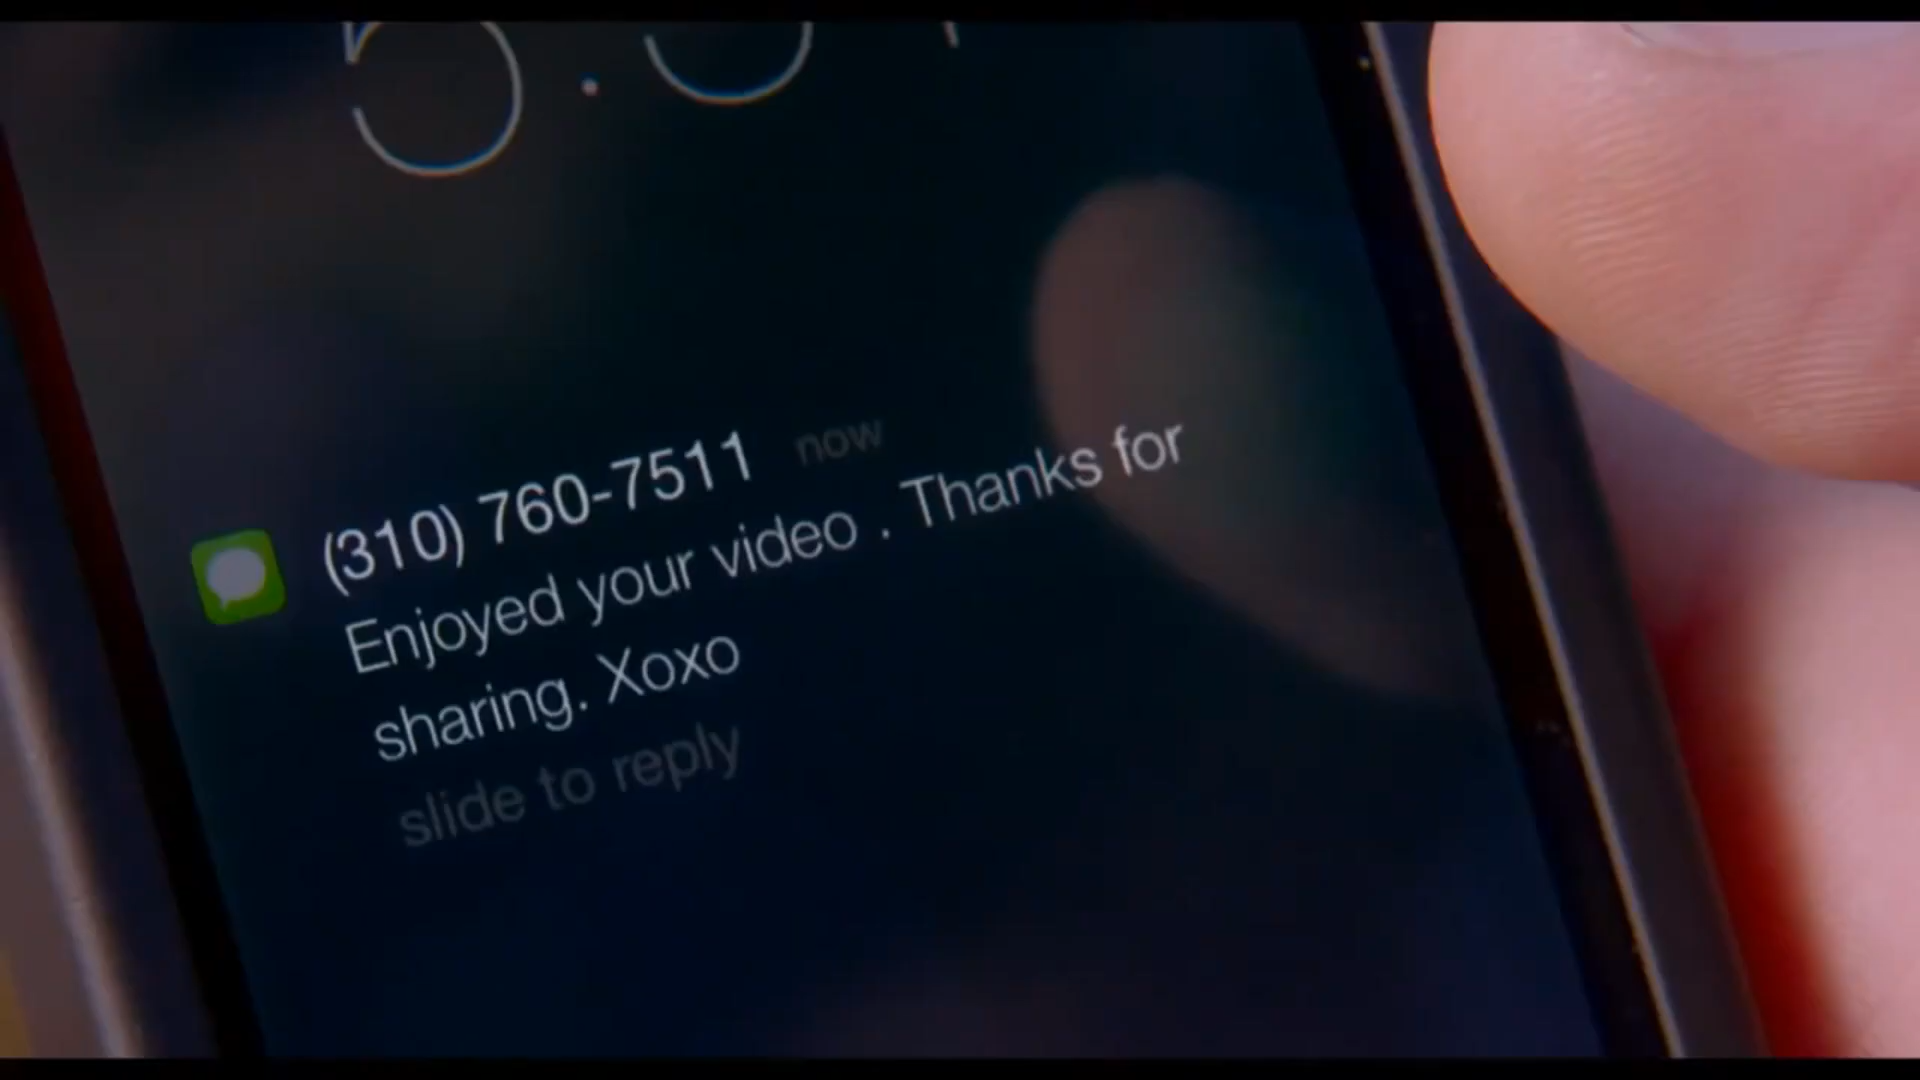 (310) 760-7511 now
Enjoyed your video . Thanks for
sharing. Xoxo
slide to reply